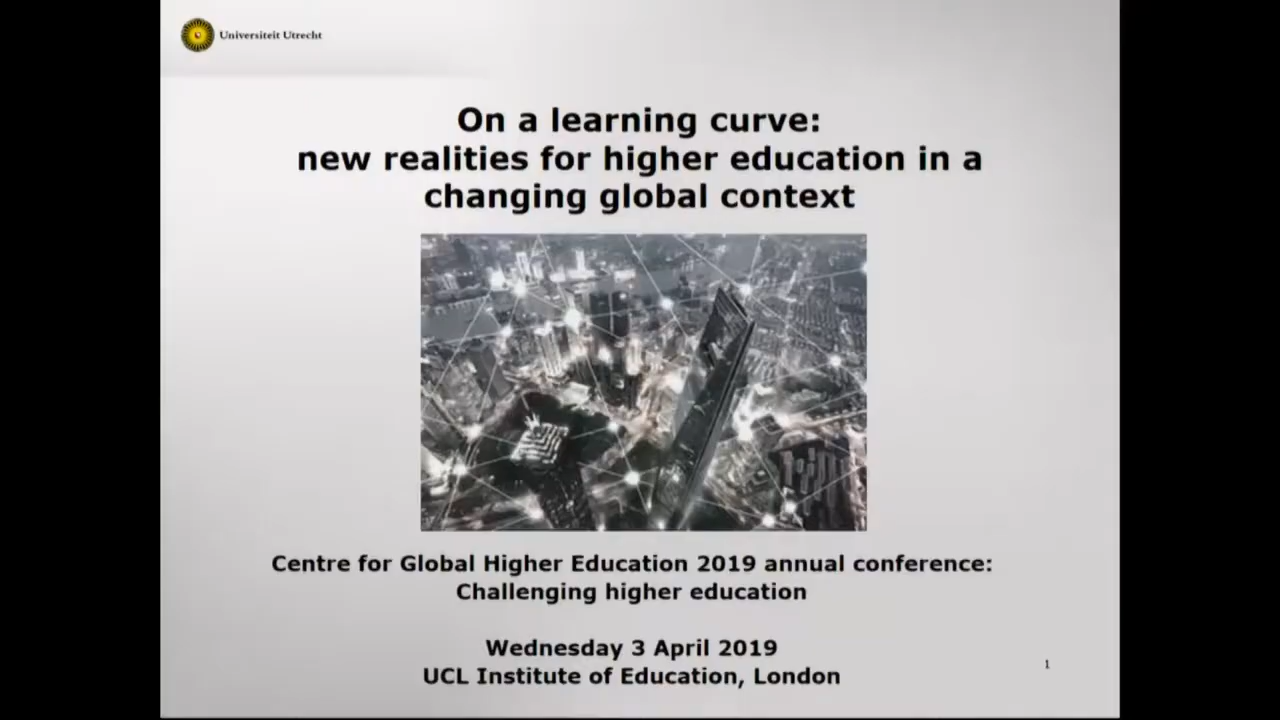 Universiteit Utrecht
On a learning curve:
new realities for higher education in a
changing global context
Centre for Global Higher Education 2019 annual conference:
Challenging higher education
Wednesday 3 April 2019
UCL Institute of Education, London
1